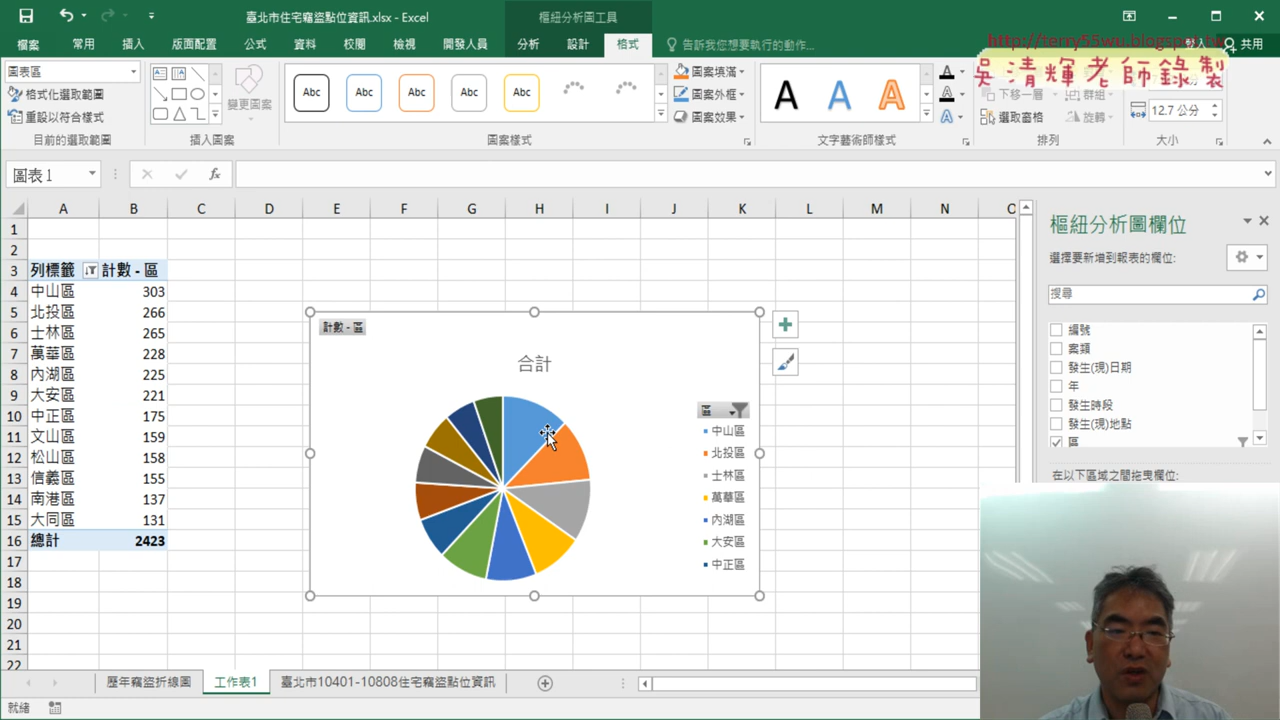 臺北市住宅竊盜點位資訊.xlsx - Excel
樞紐分析圖工具
檔案 常用 插入 版面配置 公式 資料 校閱 檢視 開發人員 分析 設計 格式 告訴我您想要執行的動作... 登入 共用
http://terry55wu.blogspot.tw
吳清輝老師錄製
圖表區
格式化選取範圍
重設以符合樣式
目前的選取範圍
變更圖案
插入圖案
Abc Abc Abc Abc Abc
圖案填滿
圖案外框
圖案效果
圖案樣式
A A A
文字藝術師樣式
下移一層 群組
選取窗格 旋轉
排列
12.7 公分
大小
圖表 1
fx
A B C D E F G H I J K L M N O
1
2
3 列標籤 計數 - 區
4 中山區 303
5 北投區 266
6 士林區 265
7 萬華區 228
8 內湖區 225
9 大安區 221
10 中正區 175
11 文山區 159
12 松山區 158
13 信義區 155
14 南港區 137
15 大同區 131
16 總計 2423
17
18
19
20
21
22
計數 - 區
合計
區
中山區
北投區
士林區
萬華區
內湖區
大安區
中正區
樞紐分析圖欄位
選擇要新增到報表的欄位:
搜尋
編號
案類
發生(現)日期
年
發生時段
發生(現)地點
區
在以下區域之間拖曳欄位:
歷年竊盜折線圖 工作表1 臺北市10401-10808住宅竊盜點位資訊
就緒